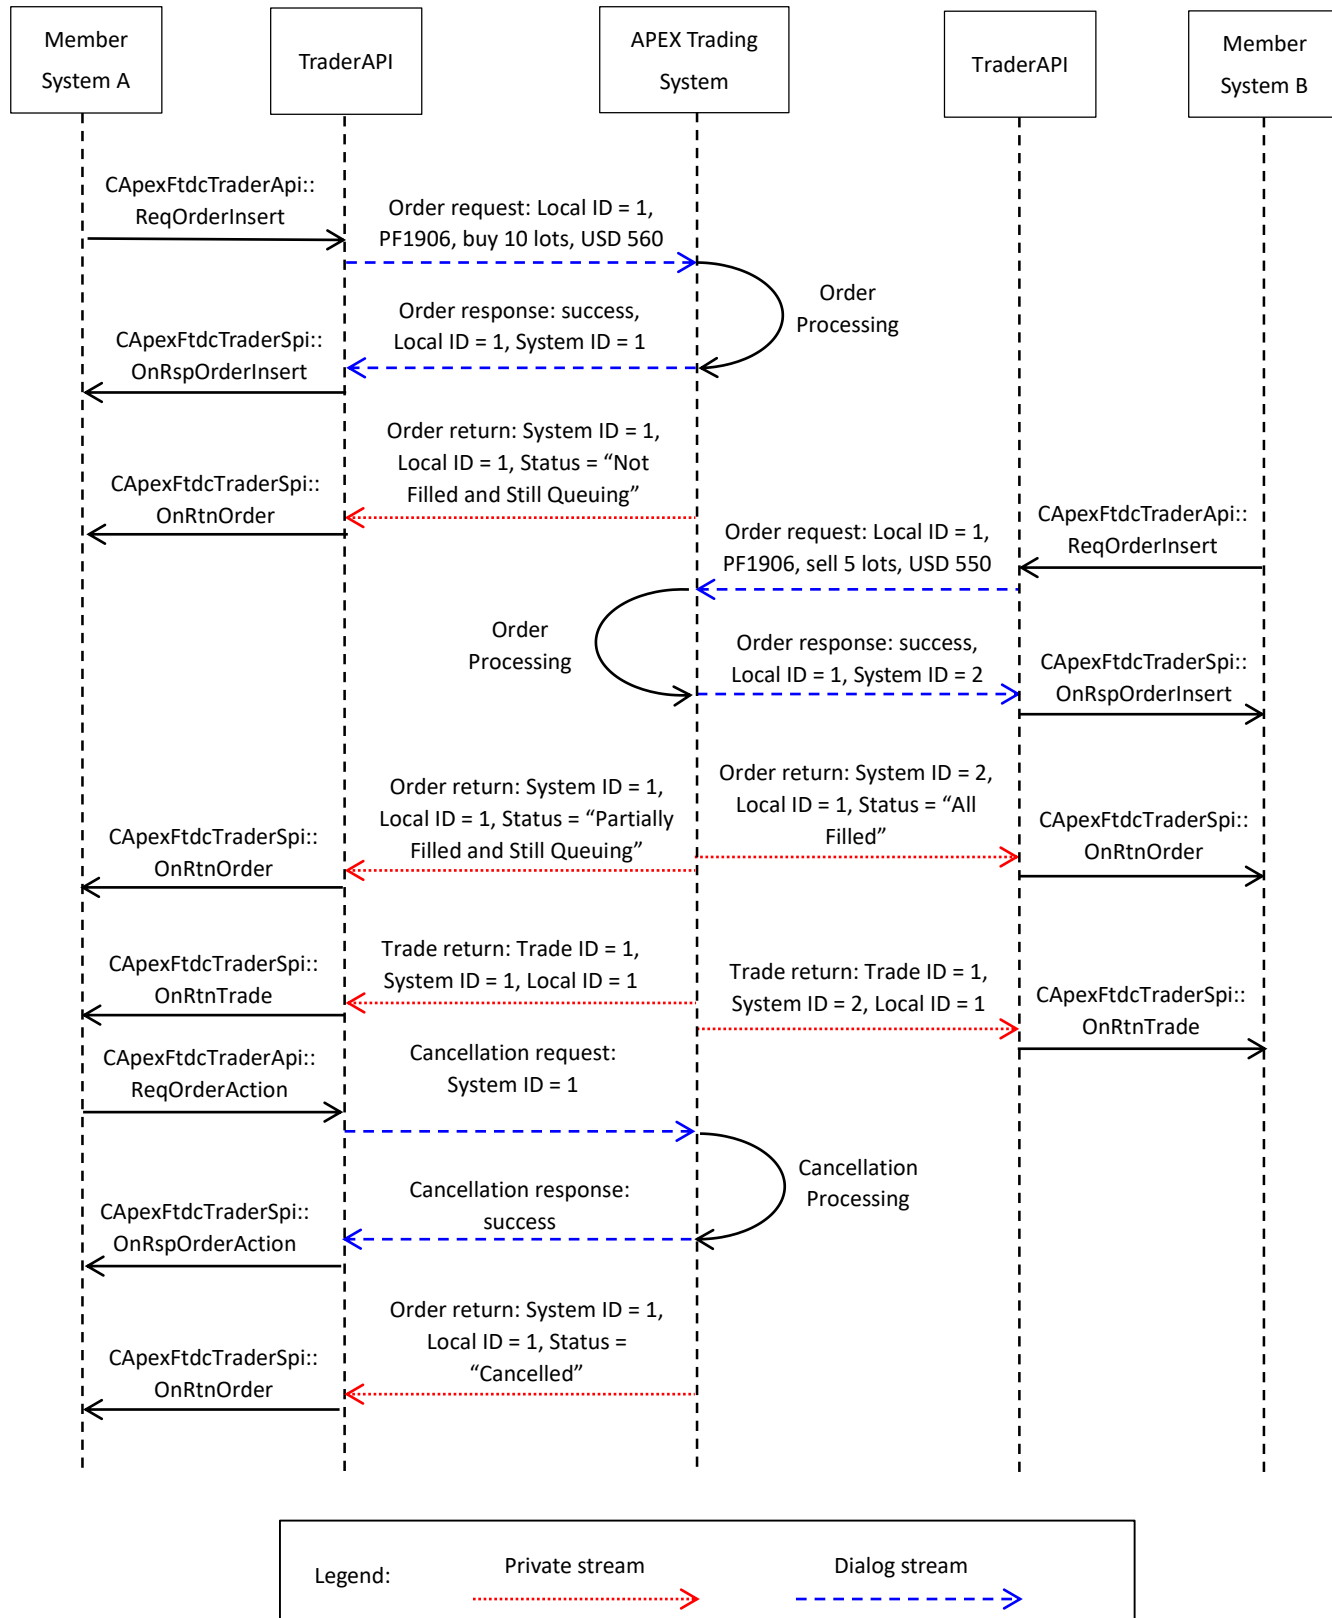 Member
System A
TraderAPI
APEX Trading
System
TraderAPI
Member
System B
CApexFtdcTraderApi::
ReqOrderInsert
Order request: Local ID = 1,
PF1906, buy 10 lots, USD 560
Order
Processing
Order response: success,
Local ID = 1, System ID = 1
CApexFtdcTraderSpi::
OnRspOrderInsert
Order return: System ID = 1,
Local ID = 1, Status = “Not
Filled and Still Queuing”
CApexFtdcTraderSpi::
OnRtnOrder
CApexFtdcTraderApi::
ReqOrderInsert
Order request: Local ID = 1,
PF1906, sell 5 lots, USD 550
Order
Processing
Order response: success,
Local ID = 1, System ID = 2
CApexFtdcTraderSpi::
OnRspOrderInsert
Order return: System ID = 1,
Local ID = 1, Status = “Partially
Filled and Still Queuing”
Order return: System ID = 2,
Local ID = 1, Status = “All
Filled”
CApexFtdcTraderSpi::
OnRtnOrder
CApexFtdcTraderSpi::
OnRtnOrder
Trade return: Trade ID = 1,
System ID = 1, Local ID = 1
CApexFtdcTraderSpi::
OnRtnTrade
Trade return: Trade ID = 1,
System ID = 2, Local ID = 1
CApexFtdcTraderSpi::
OnRtnTrade
CApexFtdcTraderApi::
ReqOrderAction
Cancellation request:
System ID = 1
Cancellation
Processing
Cancellation response:
success
CApexFtdcTraderSpi::
OnRspOrderAction
Order return: System ID = 1,
Local ID = 1, Status =
“Cancelled”
CApexFtdcTraderSpi::
OnRtnOrder
Legend:
Private stream
Dialog stream